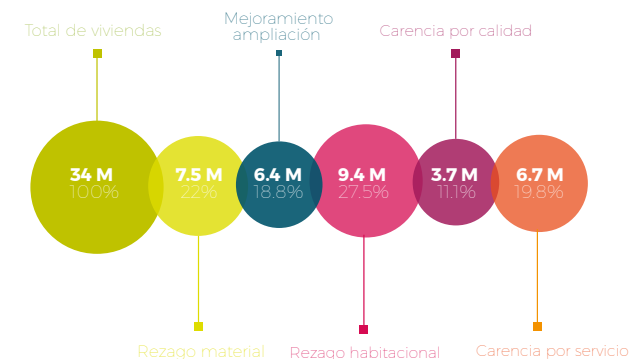 Total de viviendas
Mejoramiento
ampliación
Carencia por calidad
34 M
100%
7.5 M
22%
6.4 M
18.8%
9.4 M
27.5%
3.7 M
11.1%
6.7 M
19.8%
Rezago material
Rezago habitacional
Carencia por servicio